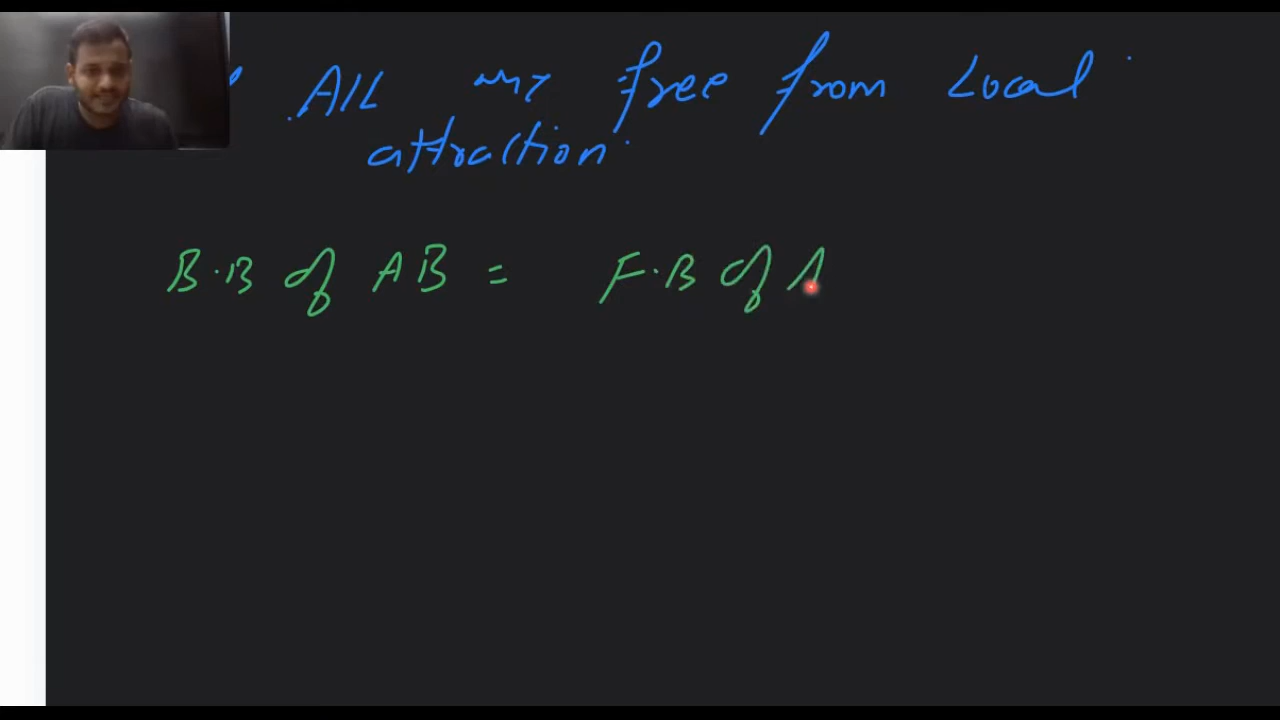 All are free from Local
attraction.
B.B of AB = F.B of A